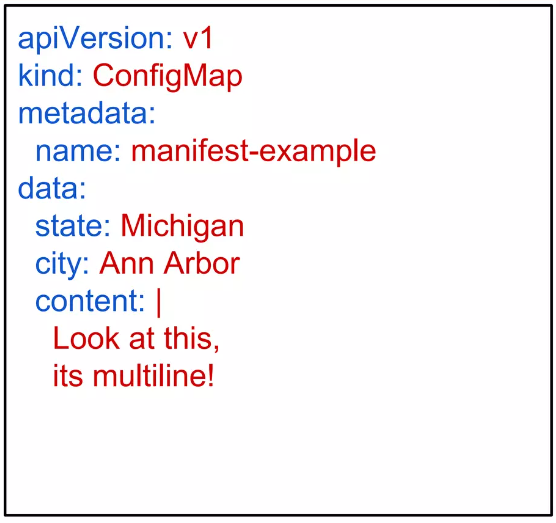 apiVersion: v1
kind: ConfigMap
metadata:
  name: manifest-example
data:
  state: Michigan
  city: Ann Arbor
  content: |
    Look at this,
    its multiline!